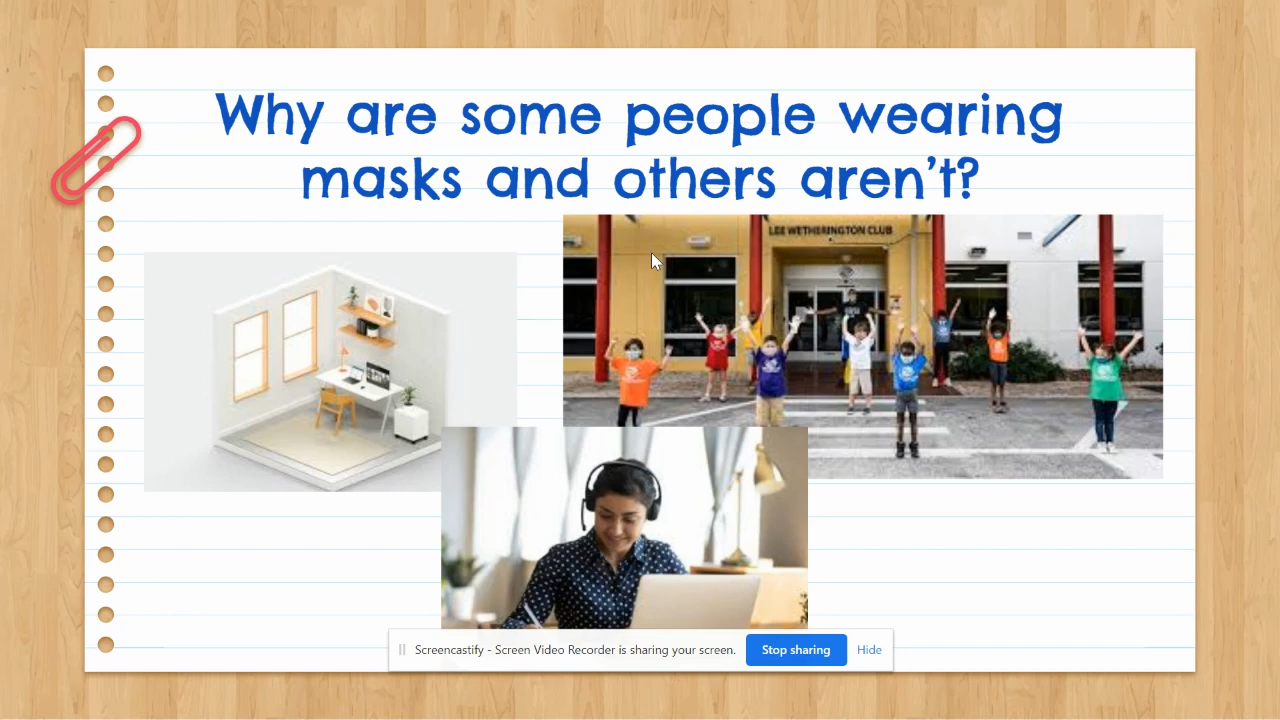 Why are some people wearing
masks and others aren't?
LEE WETHERINGTON CLUB
Screencastify - Screen Video Recorder is sharing your screen.
Stop sharing
Hide